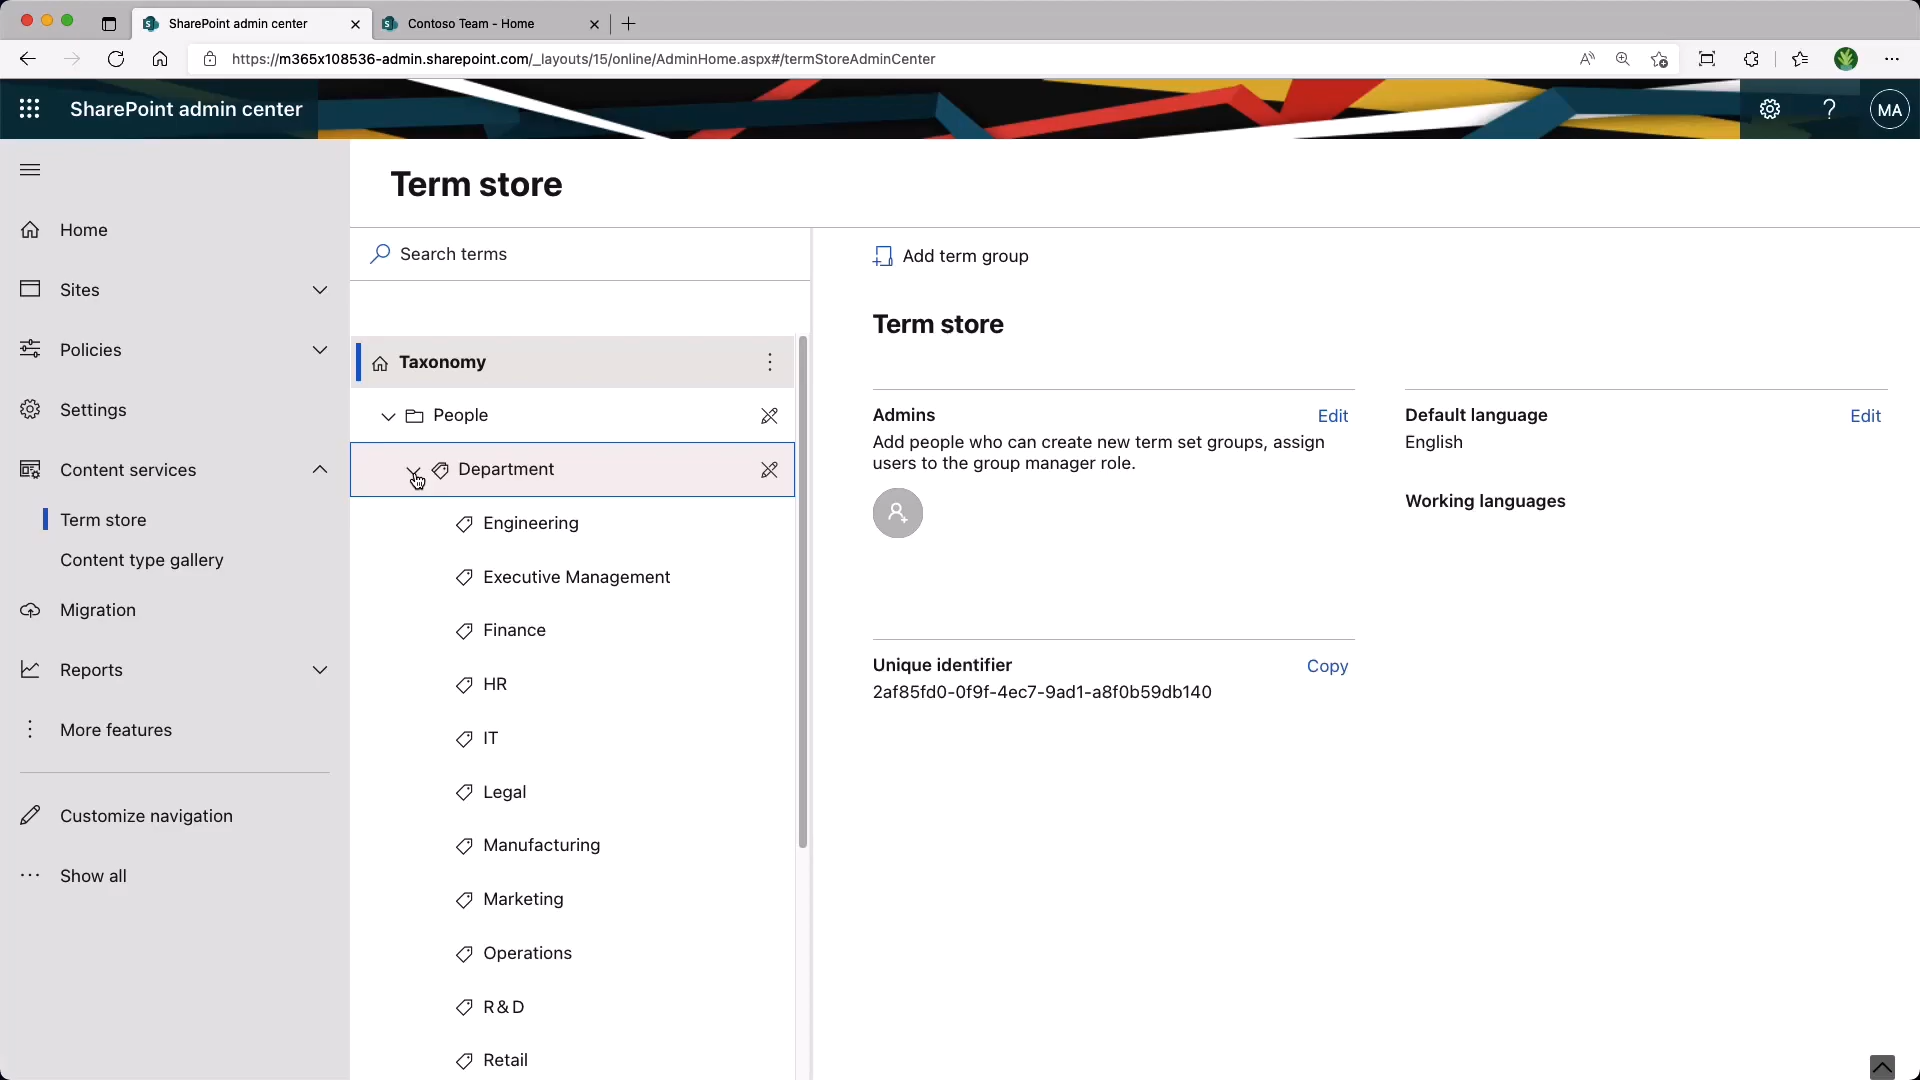 SharePoint admin center
Contoso Team - Home
https://m365x108536-admin.sharepoint.com/_layouts/15/online/AdminHome.aspx#/termStoreAdminCenter
SharePoint admin center
MA
Home
Sites
Policies
Settings
Content services
Term store
Content type gallery
Migration
Reports
More features
Customize navigation
Show all
Term store
Search terms
Taxonomy
People
Department
Engineering
Executive Management
Finance
HR
IT
Legal
Manufacturing
Marketing
Operations
R & D
Retail
Add term group
Term store
Admins
Edit
Add people who can create new term set groups, assign
users to the group manager role.
Default language
Edit
English
Working languages
Unique identifier
Copy
2af85fd0-0f9f-4ec7-9ad1-a8f0b59db140